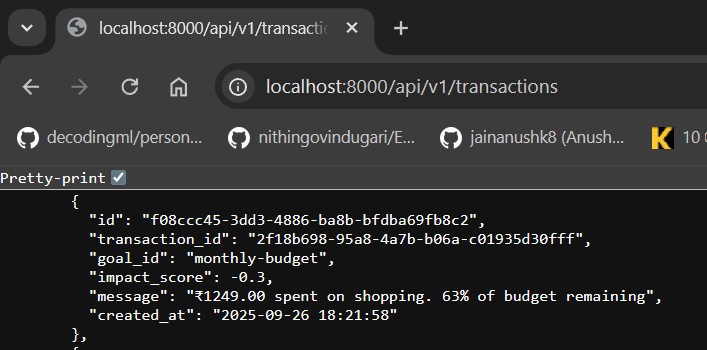 localhost:8000/api/v1/transactio
localhost:8000/api/v1/transactions
decodingml/person... nithingovindugari/E... jainanushk8 (Anush... 10
Pretty-print
{
"id": "f08ccc45-3dd3-4886-ba8b-bfdba69fb8c2",
"transaction_id": "2f18b698-95a8-4a7b-b06a-c01935d30fff",
"goal_id": "monthly-budget",
"impact_score": -0.3,
"message": "₹1249.00 spent on shopping. 63% of budget remaining",
"created_at": "2025-09-26 18:21:58"
},